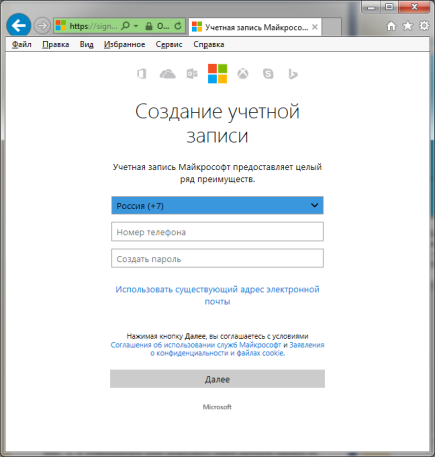 https://sign...
О...
Учетная запись Майкросо...
Файл Правка Вид Избранное Сервис Справка
Создание учетной
записи
Учетная запись Майкрософт предоставляет целый
ряд преимуществ.
Россия (+7)
Номер телефона
Создать пароль
Использовать существующий адрес электронной
почты
Нажимая кнопку Далее, вы соглашаетесь с условиями
Соглашения об использовании служб Майкрософт и Заявления
о конфиденциальности и файлах cookie.
Далее
Microsoft